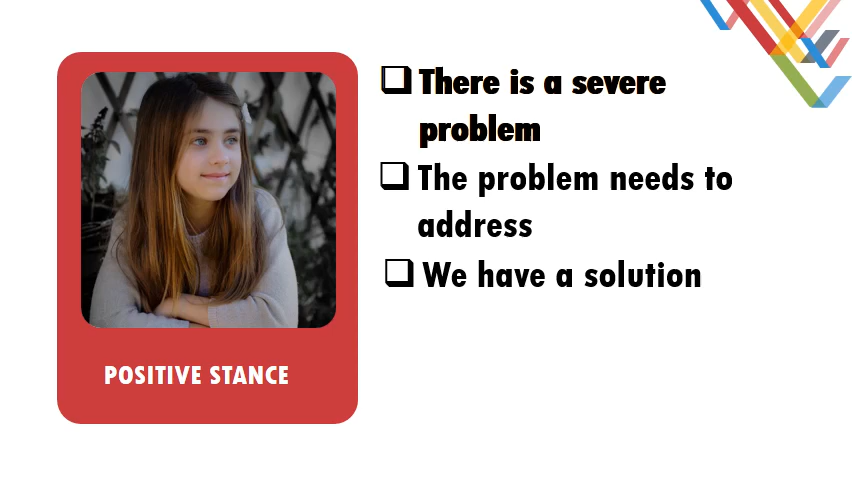 There is a severe
problem
The problem needs to
address
We have a solution
POSITIVE STANCE